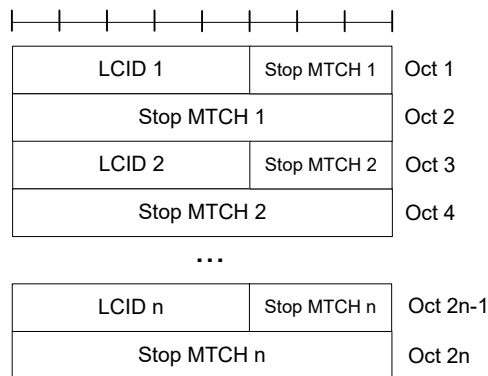 LCID 1 Stop MTCH 1 Oct 1
Stop MTCH 1 Oct 2
LCID 2 Stop MTCH 2 Oct 3
Stop MTCH 2 Oct 4
...
LCID n Stop MTCH n Oct 2n-1
Stop MTCH n Oct 2n